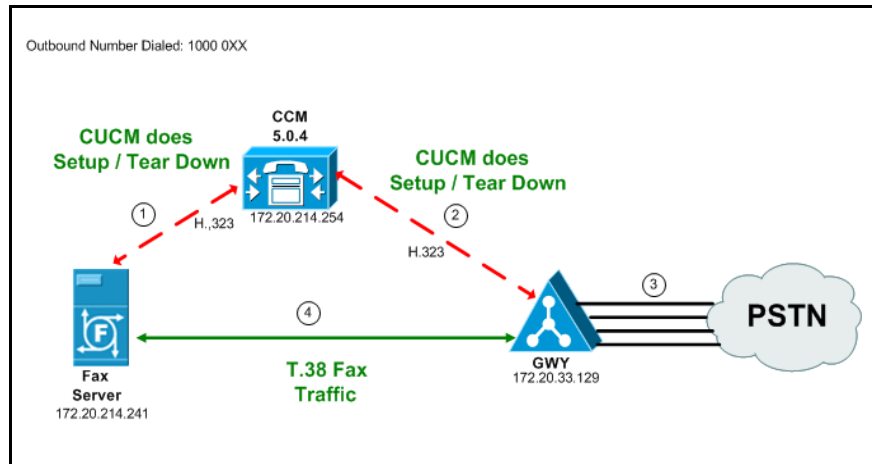 Outbound Number Dialed: 1000 0XX
CCM
5.0.4
CUCM does
Setup / Tear Down
CUCM does
Setup / Tear Down
172.20.214.254
1
H.,323
2
H.323
3
PSTN
4
F
T.38 Fax
Traffic
Fax
Server
172.20.214.241
GWY
172.20.33.129